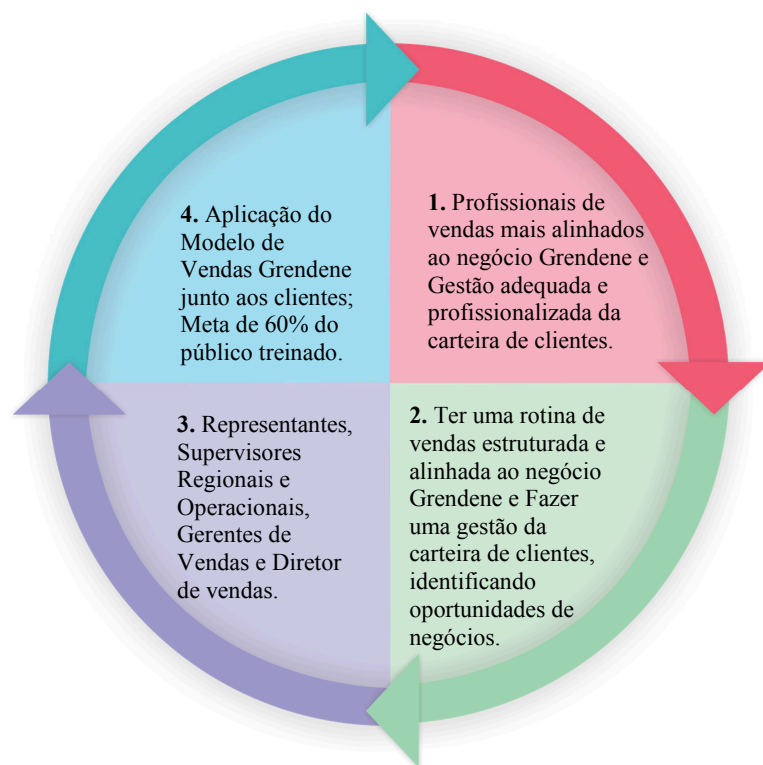 1. Profissionais de
vendas mais alinhados
ao negócio Grendene e
Gestão adequada e
profissionalizada da
carteira de clientes.
2. Ter uma rotina de
vendas estruturada e
alinhada ao negócio
Grendene e Fazer
uma gestão da
carteira de clientes,
identificando
oportunidades de
negócios.
3. Representantes,
Supervisores
Regionais e
Operacionais,
Gerentes de
Vendas e Diretor
de vendas.
4. Aplicação do
Modelo de
Vendas Grendene
junto aos clientes;
Meta de 60% do
público treinado.